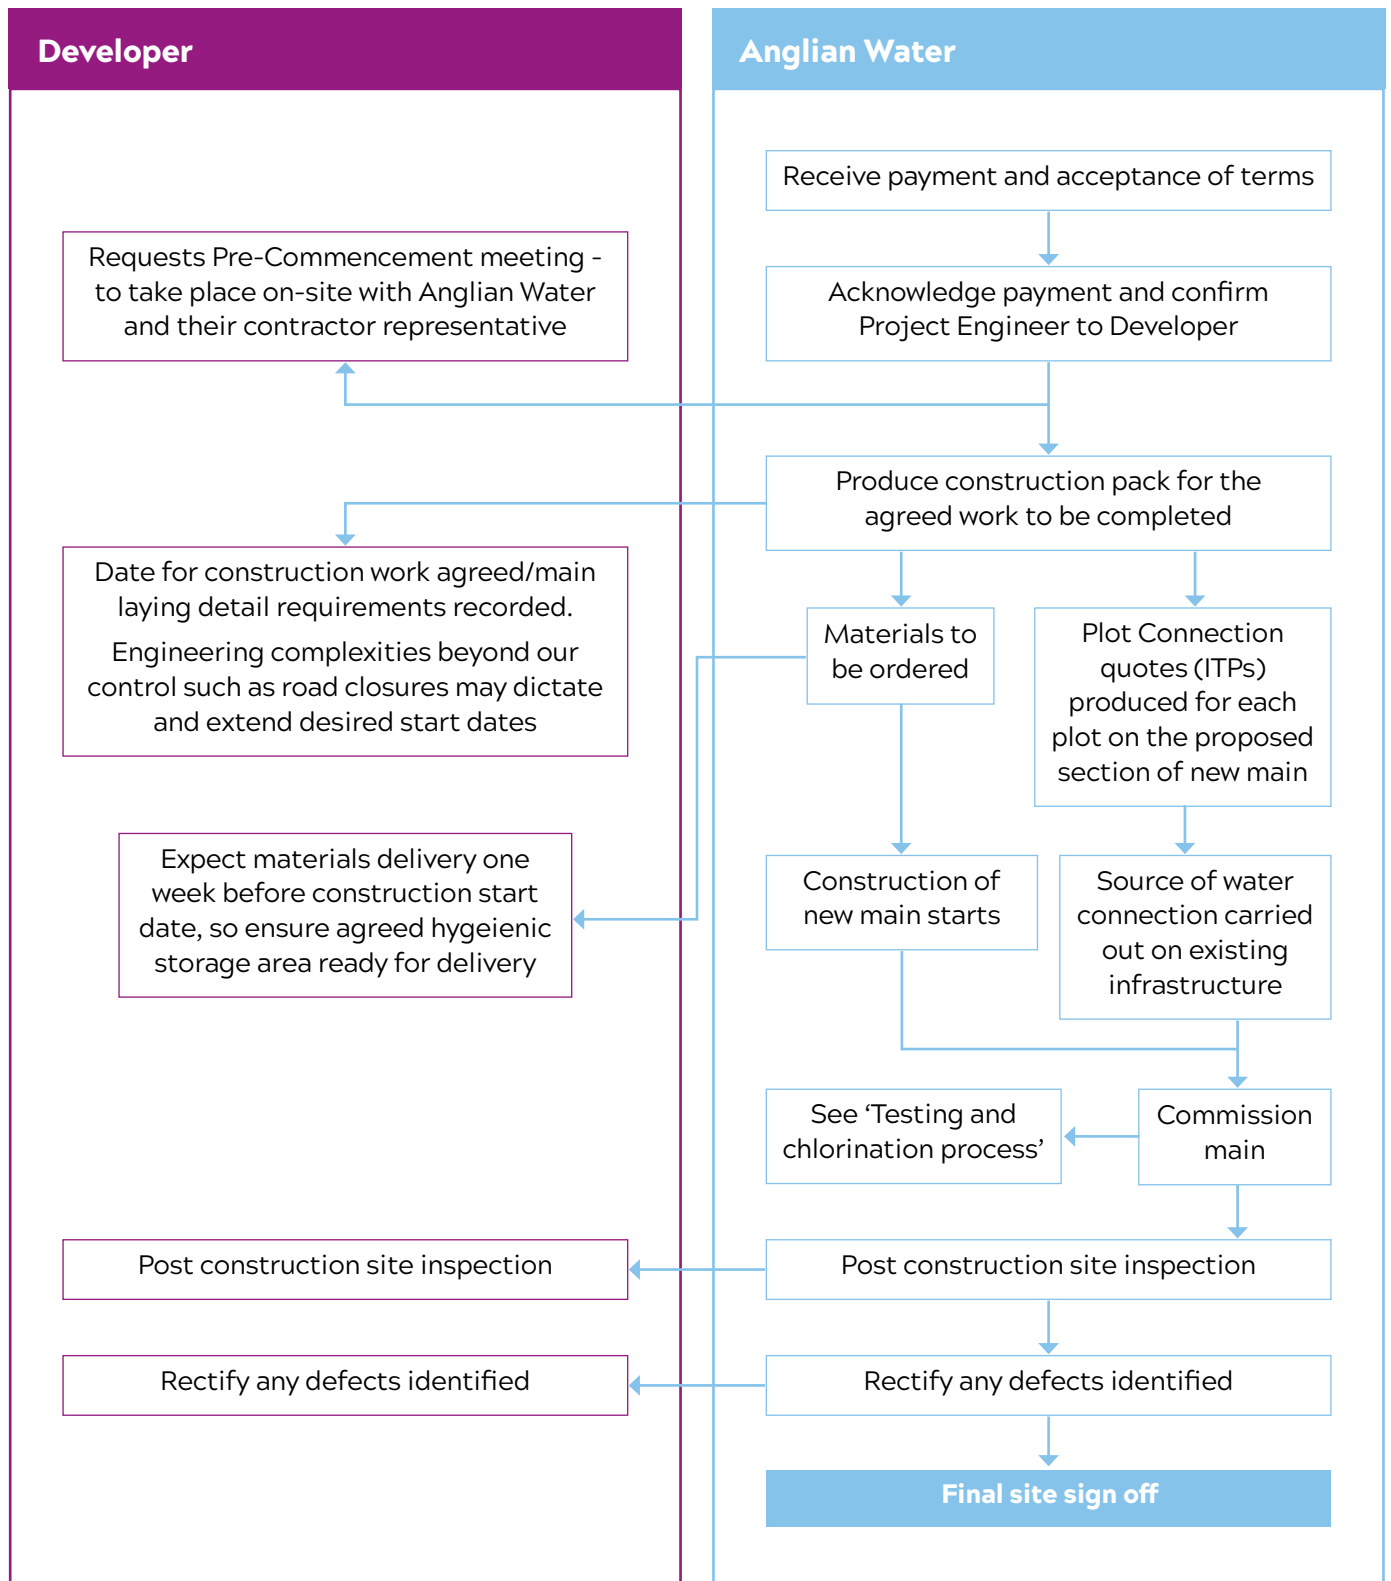 Developer
Anglian Water
Receive payment and acceptance of terms
Requests Pre-Commencement meeting -
to take place on-site with Anglian Water
and their contractor representative
Acknowledge payment and confirm
Project Engineer to Developer
Produce construction pack for the
agreed work to be completed
Date for construction work agreed/main
laying detail requirements recorded.
Engineering complexities beyond our
control such as road closures may dictate
and extend desired start dates
Materials to
be ordered
Plot Connection
quotes (ITPs)
produced for each
plot on the proposed
section of new main
Expect materials delivery one
week before construction start
date, so ensure agreed hygeienic
storage area ready for delivery
Construction of
new main starts
Source of water
connection carried
out on existing
infrastructure
See ‘Testing and
chlorination process’
Commission
main
Post construction site inspection
Post construction site inspection
Rectify any defects identified
Rectify any defects identified
Final site sign off